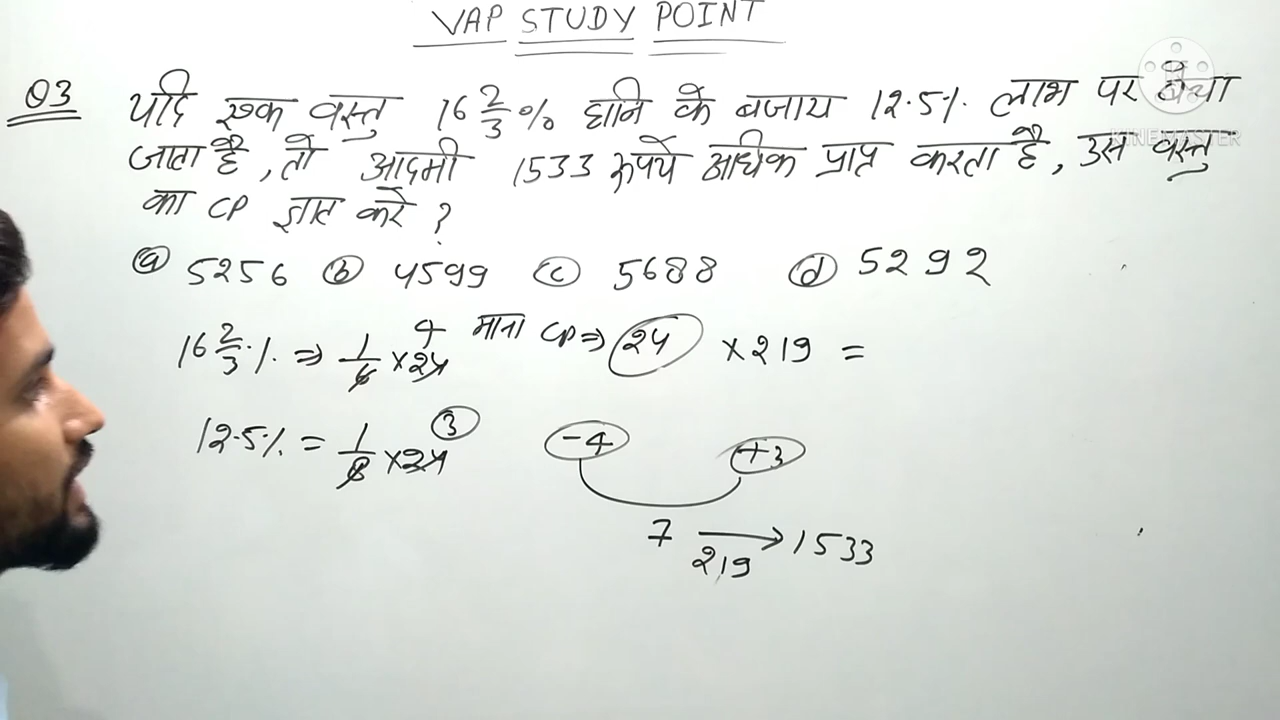 VAP STUDY POINT
Q3 यदि एक वस्तु 16 2/3 % हानि के बजाय 12.5% लाभ पर बेचा
जाता है, तो आदमी 1533 रूपये अधिक प्राप्त करता है, उस वस्तु
का CP ज्ञात करे ?
(a) 5256 (b) 4599 (c) 5688 (d) 5292
16 2/3 % ⇒ 1/6 × 24 4 माना CP ⇒ 24 × 219 =
12.5% = 1/8 × 24 3 -4 +3
7 → 1533
219
KINEMASTER